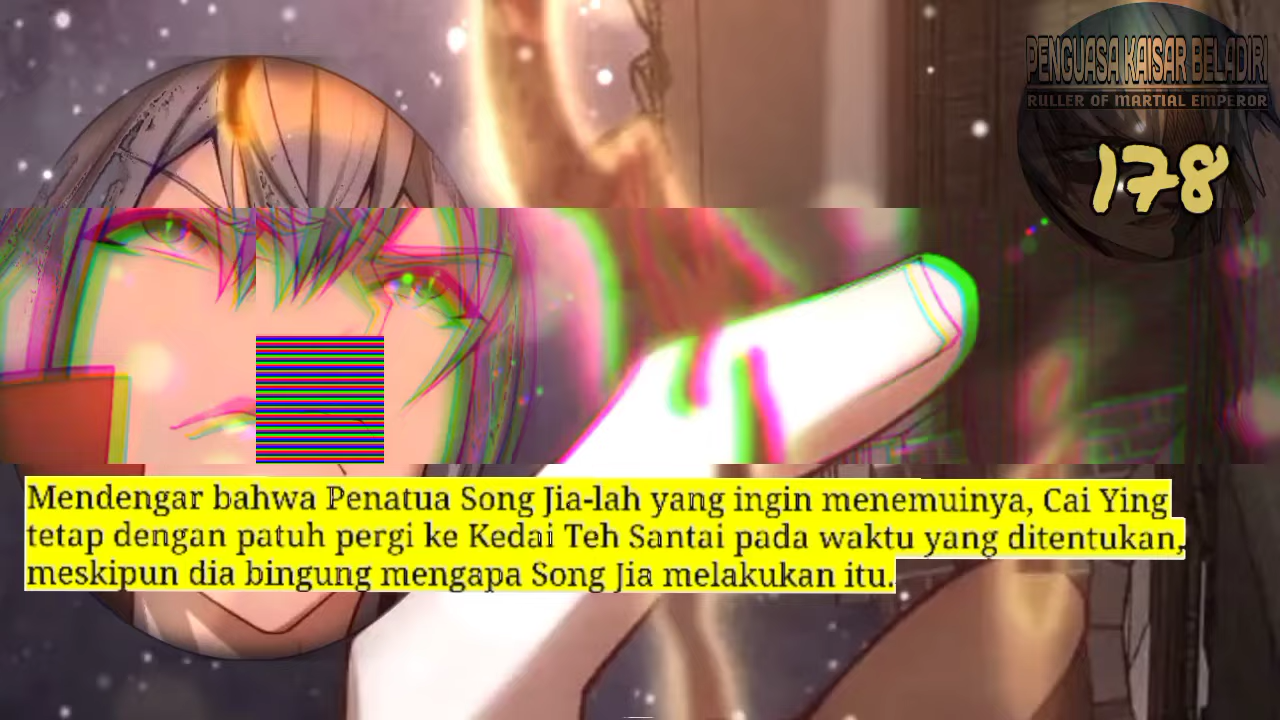 PENGUASA KAISAR BELADIRI
RULLER OF MARTIAL EMPEROR
178
Mendengar bahwa Penatua Song Jia-lah yang ingin menemuinya, Cai Ying
tetap dengan patuh pergi ke Kedai Teh Santai pada waktu yang ditentukan,
meskipun dia bingung mengapa Song Jia melakukan itu.